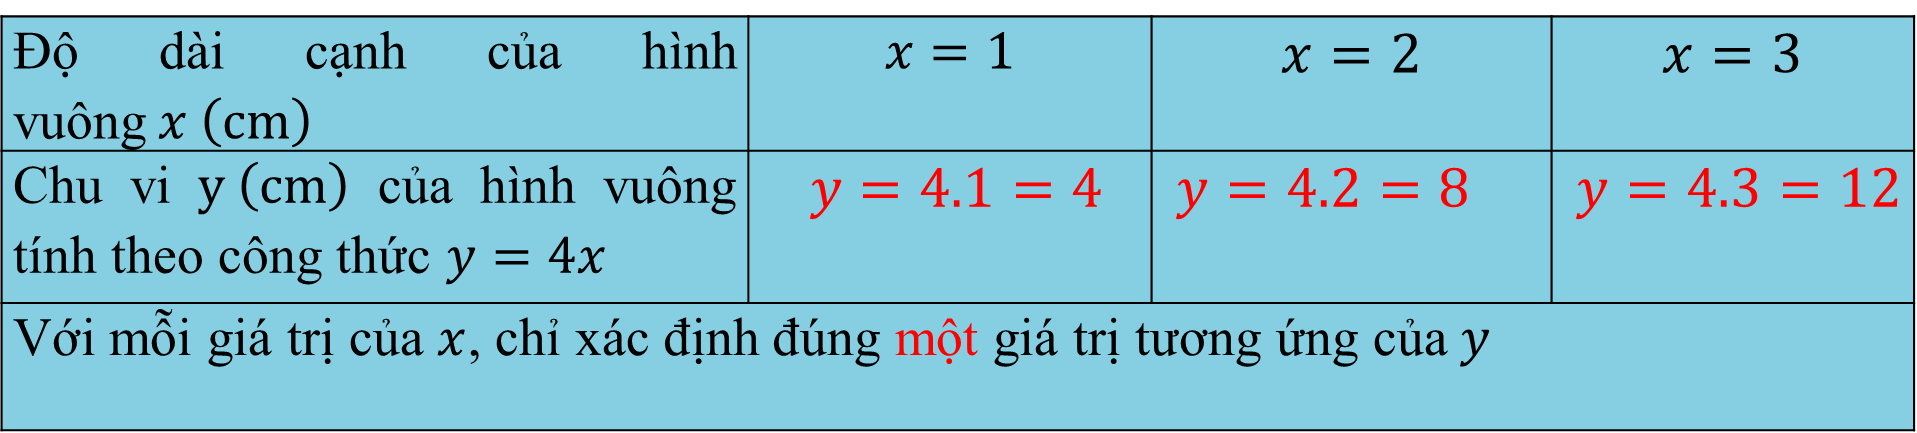 Độ dài cạnh của hình
vuông x (cm)
x = 1
x = 2
x = 3
Chu vi y (cm) của hình vuông
tính theo công thức y = 4x
y = 4.1 = 4
y = 4.2 = 8
y = 4.3 = 12
Với mỗi giá trị của x, chỉ xác định đúng một giá trị tương ứng của y